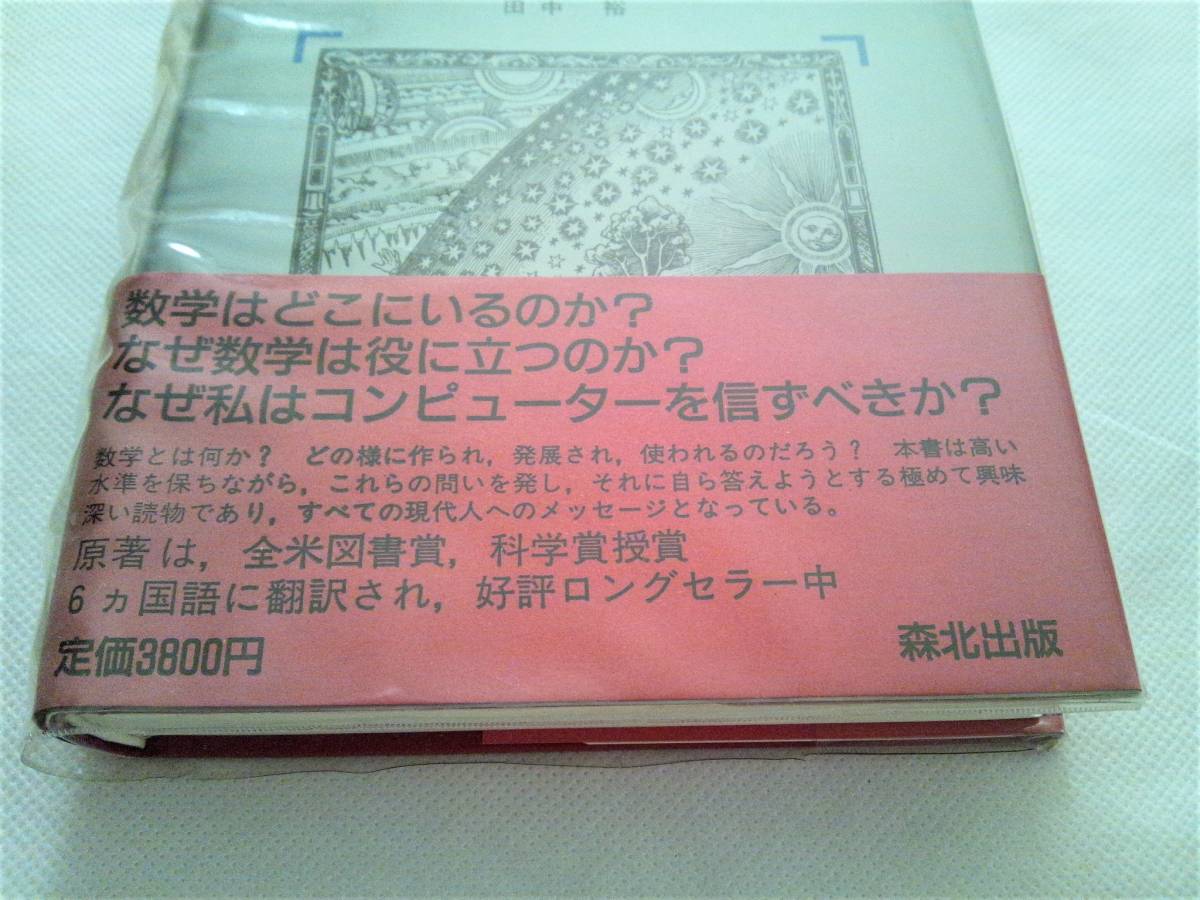 田中　裕
数学はどこにいるのか？
なぜ数学は役に立つのか？
なぜ私はコンピューターを信ずべきか？
数学とは何か？　どの様に作られ，発展され，使われるのだろう？　本書は高い
水準を保ちながら，これらの問いを発し，それに自ら答えようとする極めて興味
深い読物であり，すべての現代人へのメッセージとなっている。
原著は，全米図書賞，科学賞授賞
6ヵ国語に翻訳され，好評ロングセラー中
定価3800円
森北出版